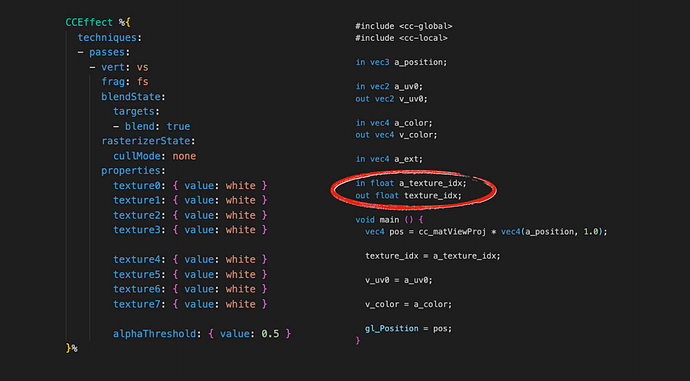 CCEffect %{
  techniques:
  - passes:
    - vert: vs
      frag: fs
      blendState:
        targets:
        - blend: true
      rasterizerState:
        cullMode: none
      properties:
        texture0: { value: white }
        texture1: { value: white }
        texture2: { value: white }
        texture3: { value: white }
        texture4: { value: white }
        texture5: { value: white }
        texture6: { value: white }
        texture7: { value: white }
        alphaThreshold: { value: 0.5 }
}%
#include <cc-global>
#include <cc-local>
in vec3 a_position;
in vec2 a_uv0;
out vec2 v_uv0;
in vec4 a_color;
out vec4 v_color;
in vec4 a_ext;
in float a_texture_idx;
out float texture_idx;
void main () {
  vec4 pos = cc_matViewProj * vec4(a_position, 1.0);
  texture_idx = a_texture_idx;
  v_uv0 = a_uv0;
  v_color = a_color;
  gl_Position = pos;
}